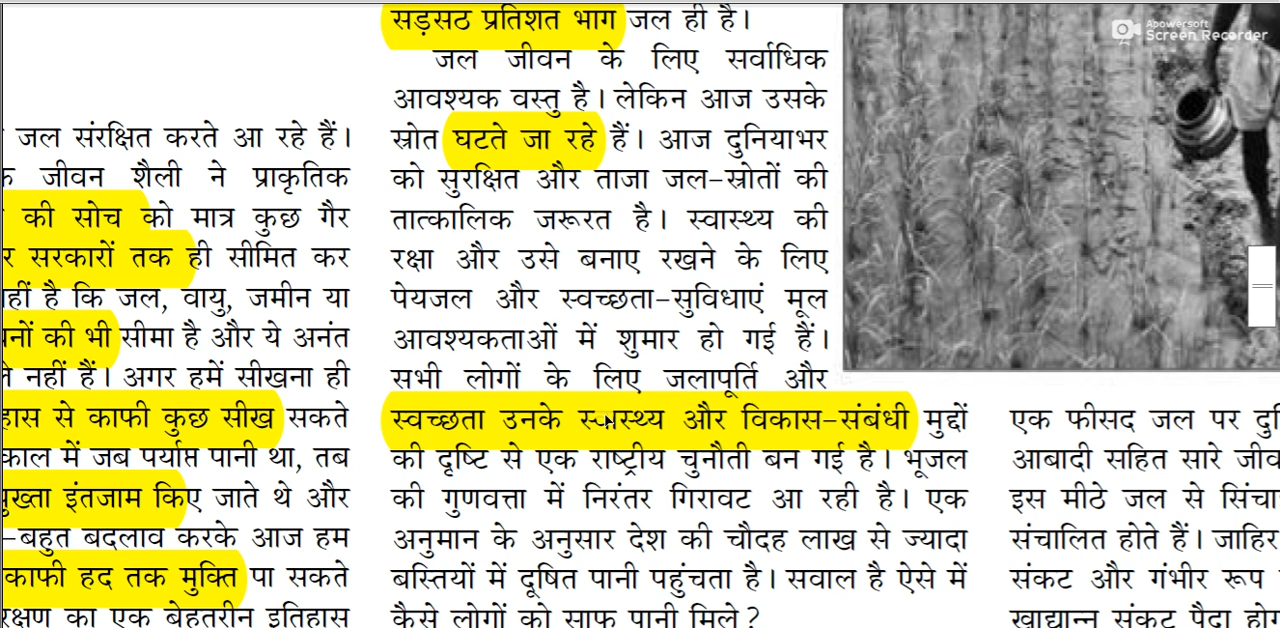 जल संरक्षित करते आ रहे हैं।
जीवन शैली ने प्राकृतिक
की सोच को मात्र कुछ गैर
सरकारों तक ही सीमित कर
है कि जल, वायु, जमीन या
की भी सीमा है और ये अनंत
नहीं हैं। अगर हमें सीखना ही
से काफी कुछ सीख सकते
में जब पर्याप्त पानी था, तब
इंतजाम किए जाते थे और
-बहुत बदलाव करके आज हम
काफी हद तक मुक्ति पा सकते
का एक बेहतरीन इतिहास
सड़सठ प्रतिशत भाग जल ही है।
जल जीवन के लिए सर्वाधिक
आवश्यक वस्तु है। लेकिन आज उसके
स्रोत घटते जा रहे हैं। आज दुनियाभर
को सुरक्षित और ताजा जल-स्रोतों की
तात्कालिक जरूरत है। स्वास्थ्य की
रक्षा और उसे बनाए रखने के लिए
पेयजल और स्वच्छता-सुविधाएं मूल
आवश्यकताओं में शुमार हो गई हैं।
सभी लोगों के लिए जलापूर्ति और
स्वच्छता उनके स्वास्थ्य और विकास-संबंधी मुद्दों
की दृष्टि से एक राष्ट्रीय चुनौती बन गई है। भूजल
की गुणवत्ता में निरंतर गिरावट आ रही है। एक
अनुमान के अनुसार देश की चौदह लाख से ज्यादा
बस्तियों में दूषित पानी पहुंचता है। सवाल है ऐसे में
कैसे लोगों को साफ पानी मिले?
Apowersoft
Screen Recorder
एक फीसद जल पर
आबादी सहित सारे
इस मीठे जल से
संचालित होते हैं। जाहिर
संकट और गंभीर रूप
खाद्यान्न संकट पैदा